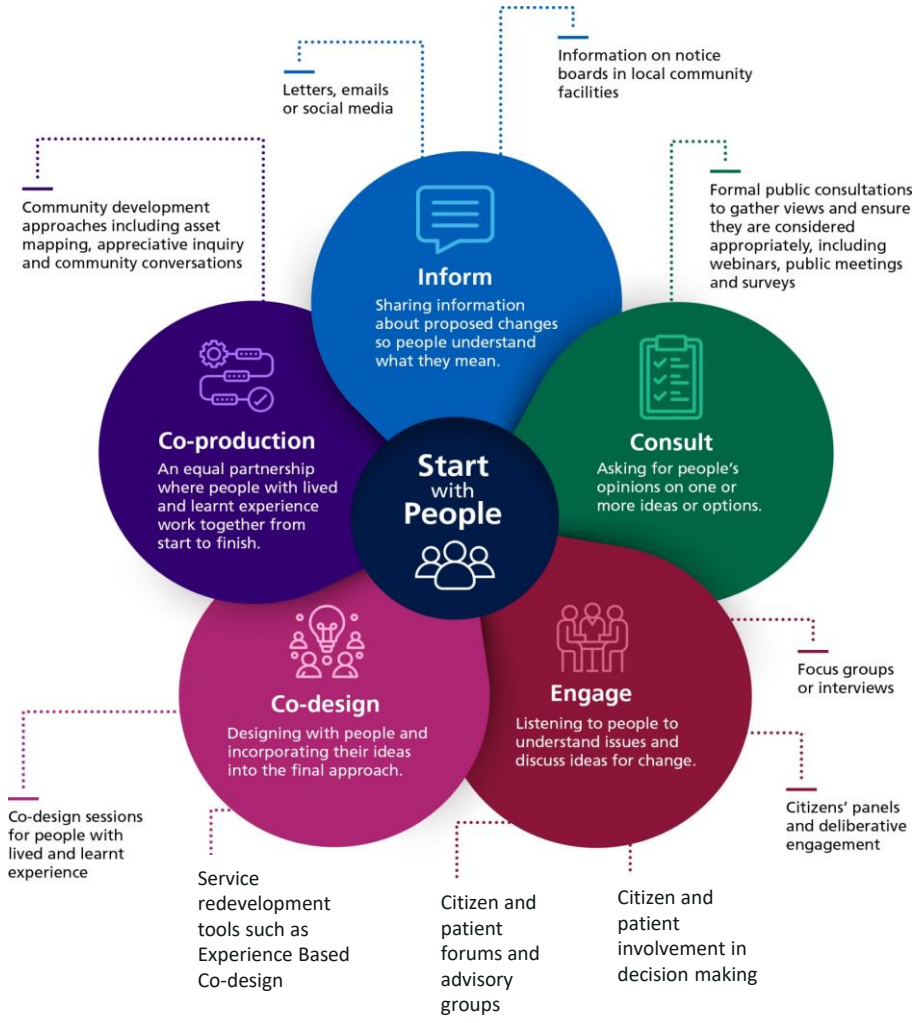 Letters, emails
or social media
Information on notice
boards in local community
facilities
Community development
approaches including asset
mapping, appreciative inquiry
and community conversations
Formal public consultations
to gather views and ensure
they are considered
appropriately, including
webinars, public meetings
and surveys
Inform
Sharing information
about proposed changes
so people understand
what they mean.
Co-production
An equal partnership
where people with lived
and learnt experience
work together from
start to finish.
Start
with
People
Consult
Asking for people's
opinions on one or
more ideas or options.
Co-design
Designing with people and
incorporating their ideas
into the final approach.
Engage
Listening to people to
understand issues and
discuss ideas for change.
Focus groups
or interviews
Citizens' panels
and deliberative
engagement
Co-design sessions
for people with
lived and learnt
experience
Service
redevelopment
tools such as
Experience Based
Co-design
Citizen and
patient
forums and
advisory
groups
Citizen and
patient
involvement in
decision making